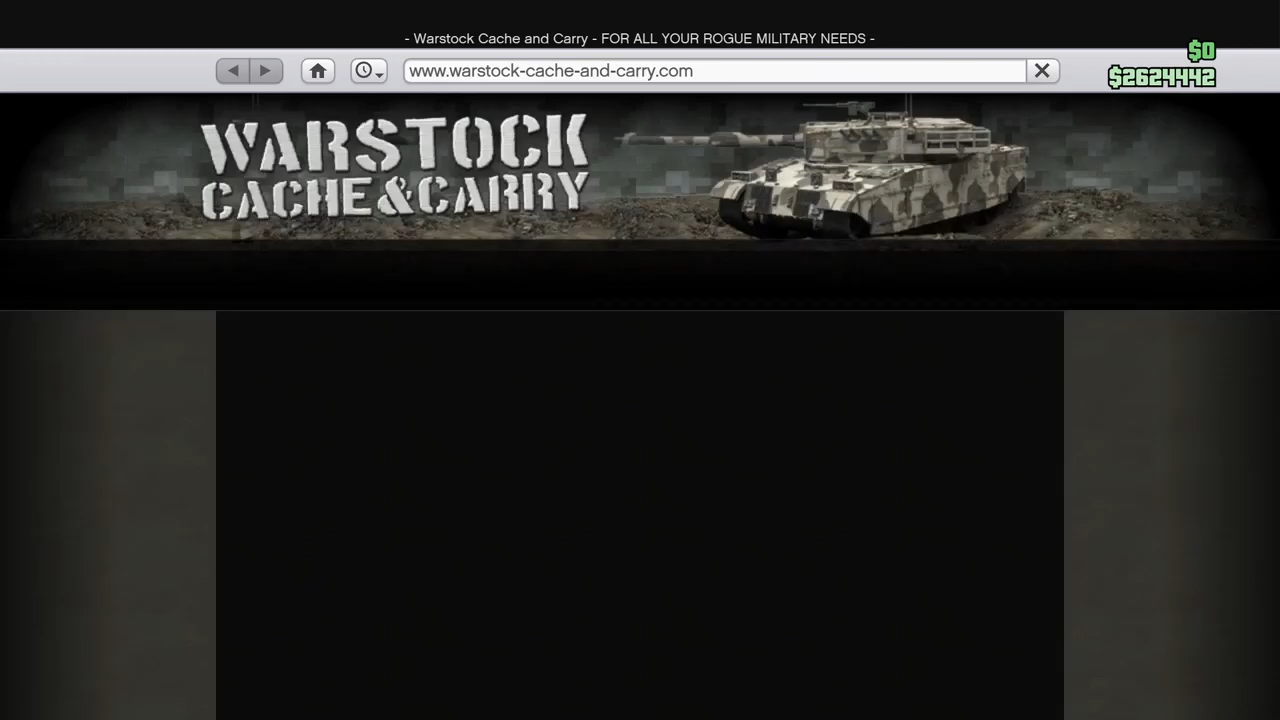 - Warstock Cache and Carry - FOR ALL YOUR ROGUE MILITARY NEEDS -
$0
www.warstock-cache-and-carry.com
$2624442
WARSTOCK
CACHE&CARRY